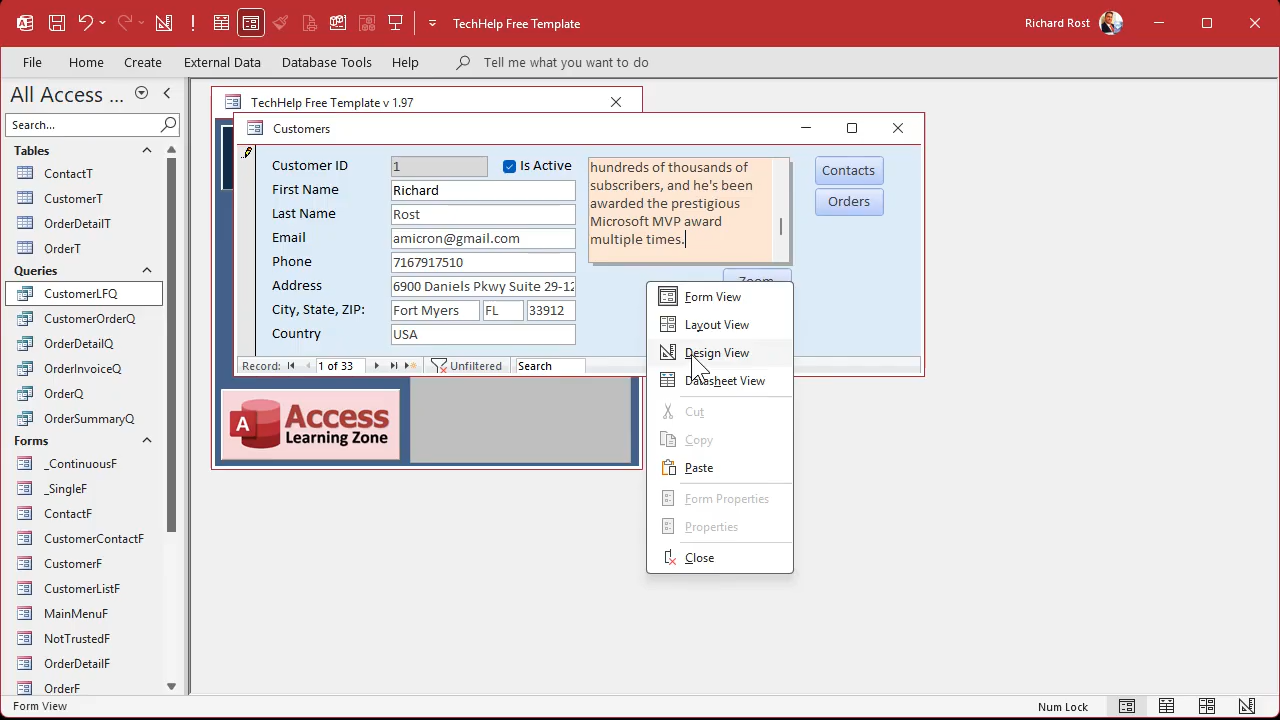 TechHelp Free Template
Richard Rost
File
Home
Create
External Data
Database Tools
Help
Tell me what you want to do
All Access ...
Search...
Tables
ContactT
CustomerT
OrderDetailT
OrderT
Queries
CustomerLFQ
CustomerOrderQ
OrderDetailQ
OrderInvoiceQ
OrderQ
OrderSummaryQ
Forms
_ContinuousF
_SingleF
ContactF
CustomerContactF
CustomerF
CustomerListF
MainMenuF
NotTrustedF
OrderDetailF
OrderF
TechHelp Free Template v 1.97
Customers
Customer ID 1 Is Active
First Name Richard
Last Name Rost
Email amicron@gmail.com
Phone 7167917510
Address 6900 Daniels Pkwy Suite 29-12
City, State, ZIP: Fort Myers FL 33912
Country USA
hundreds of thousands of
subscribers, and he's been
awarded the prestigious
Microsoft MVP award
multiple times.
Contacts
Orders
Zoom
Record: 1 of 33 Unfiltered Search
A Access
Learning Zone
Form View
Layout View
Design View
Datasheet View
Cut
Copy
Paste
Form Properties
Properties
Close
Form View
Num Lock